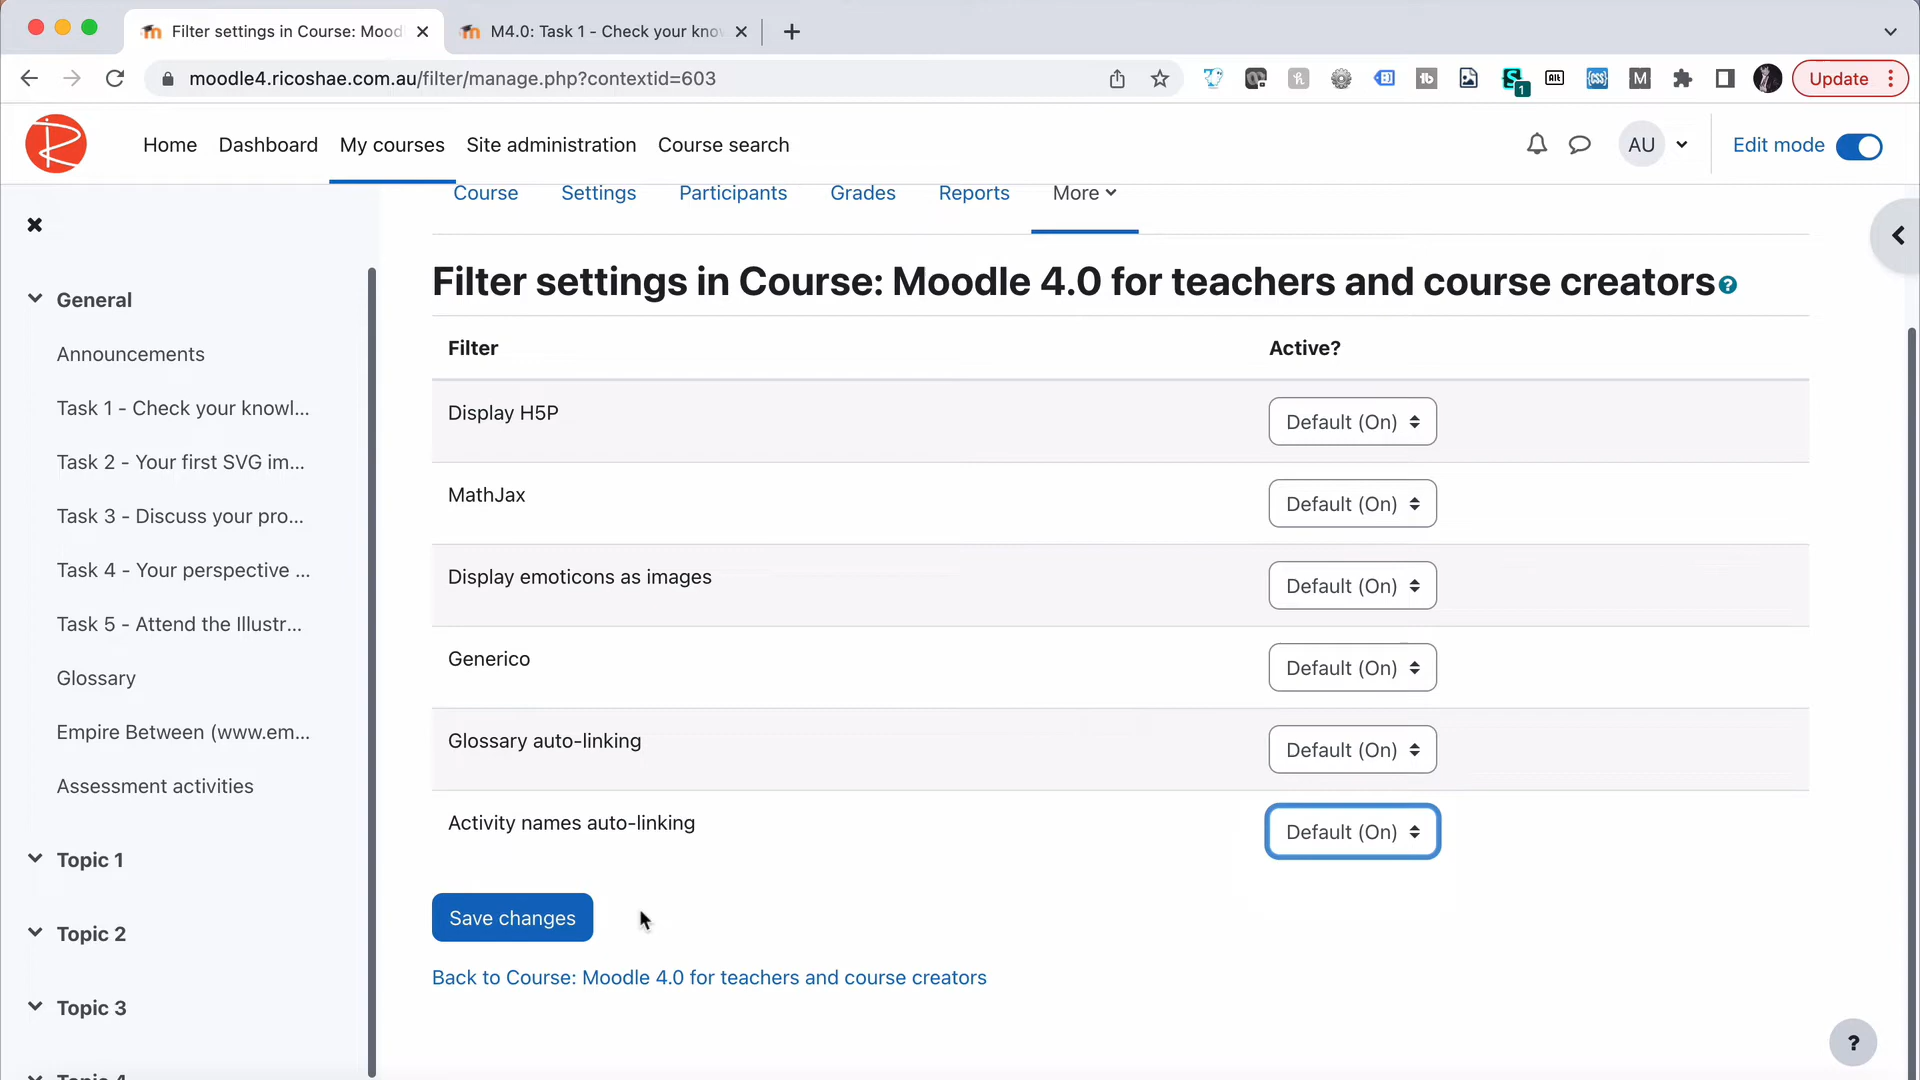 Filter settings in Course: Mood
M4.0: Task 1 - Check your know
moodle4.ricoshae.com.au/filter/manage.php?contextid=603
1
Alt
CSS
M
Update
Home
Dashboard
My courses
Site administration
Course search
AU
Edit mode
Course
Settings
Participants
Grades
Reports
More
General
Announcements
Task 1 - Check your knowl...
Task 2 - Your first SVG im...
Task 3 - Discuss your pro...
Task 4 - Your perspective ...
Task 5 - Attend the Illustr...
Glossary
Empire Between (www.em...
Assessment activities
Topic 1
Topic 2
Topic 3
Topic 4
Filter settings in Course: Moodle 4.0 for teachers and course creators
Filter
Active?
Display H5P
Default (On)
MathJax
Default (On)
Display emoticons as images
Default (On)
Generico
Default (On)
Glossary auto-linking
Default (On)
Activity names auto-linking
Default (On)
Save changes
Back to Course: Moodle 4.0 for teachers and course creators
?